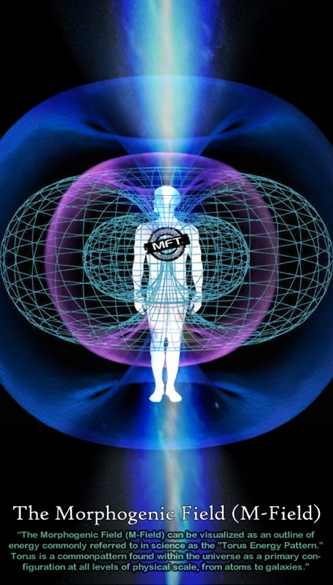 MFT
The Morphogenic Field (M-Field)
"The Morphogenic Field (M-Field) can be visualized as an outline of
energy commonly referred to in science as the "Torus Energy Pattern."
Torus is a commonpattern found within the universe as a primary con-
figuration at all levels of physical scale, from atoms to galaxies."